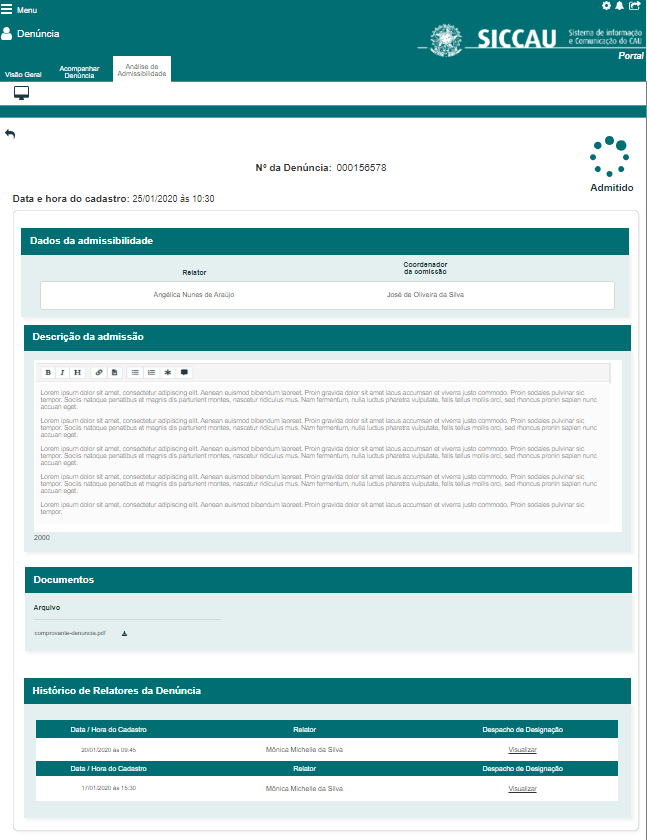 Menu
Denúncia
SICCAU
Sistema de informação
e Comunicação do CAU
Portal
Visão Geral
Acompanhar
Denúncia
Análise de
Admissibilidade
Nº da Denúncia: 000156578
Admitido
Data e hora do cadastro: 25/01/2020 às 10:30
Dados da admissibilidade
Relator
Coordenador
da comissão
Angélica Nunes de Araújo
José de Oliveira da Silva
Descrição da admissão
B I H
Lorem ipsum dolor sit amet, consectetur adipiscing elit. Aenean euismod bibendum laoreet. Proin gravida dolor sit amet lacus accumsan et viverra justo commodo. Proin sodales pulvinar sic
tempor. Sociis natoque penatibus et magnis dis parturient montes, nascetur ridiculus mus. Nam fermentum, nulla luctus pharetra vulputate, felis tellus mollis orci, sed rhoncus pronin sapien nunc
accuan eget.
Lorem ipsum dolor sit amet, consectetur adipiscing elit. Aenean euismod bibendum laoreet. Proin gravida dolor sit amet lacus accumsan et viverra justo commodo. Proin sodales pulvinar sic
tempor. Sociis natoque penatibus et magnis dis parturient montes, nascetur ridiculus mus. Nam fermentum, nulla luctus pharetra vulputate, felis tellus mollis orci, sed rhoncus pronin sapien nunc
accuan eget.
Lorem ipsum dolor sit amet, consectetur adipiscing elit. Aenean euismod bibendum laoreet. Proin gravida dolor sit amet lacus accumsan et viverra justo commodo. Proin sodales pulvinar sic
tempor. Sociis natoque penatibus et magnis dis parturient montes, nascetur ridiculus mus. Nam fermentum, nulla luctus pharetra vulputate, felis tellus mollis orci, sed rhoncus pronin sapien nunc
accuan eget.
Lorem ipsum dolor sit amet, consectetur adipiscing elit. Aenean euismod bibendum laoreet. Proin gravida dolor sit amet lacus accumsan et viverra justo commodo. Proin sodales pulvinar sic
tempor. Sociis natoque penatibus et magnis dis parturient montes, nascetur ridiculus mus. Nam fermentum, nulla luctus pharetra vulputate, felis tellus mollis orci, sed rhoncus pronin sapien nunc
accuan eget.
Lorem ipsum dolor sit amet, consectetur adipiscing elit. Aenean euismod bibendum laoreet. Proin gravida dolor sit amet lacus accumsan et viverra justo commodo. Proin sodales pulvinar sic
tempor.
2000
Documentos
Arquivo
comprovante-denuncia.pdf
Histórico de Relatores da Denúncia
Data / Hora do Cadastro Relator Despacho de Designação
20/01/2020 às 09:45 Mônica Michelle da Silva Visualizar
Data / Hora do Cadastro Relator Despacho de Designação
17/01/2020 às 15:30 Mônica Michelle da Silva Visualizar